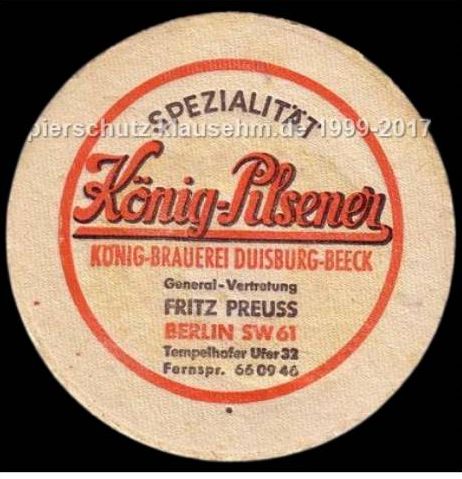 SPEZIALITÄT
pierschutz-klausehm.de 1999-2017
König-Pilsener
KÖNIG-BRAUEREI DUISBURG-BEECK
General-Vertretung
FRITZ PREUSS
BERLIN SW 61
Tempelhofer Ufer 32
Fernspr. 66 09 46